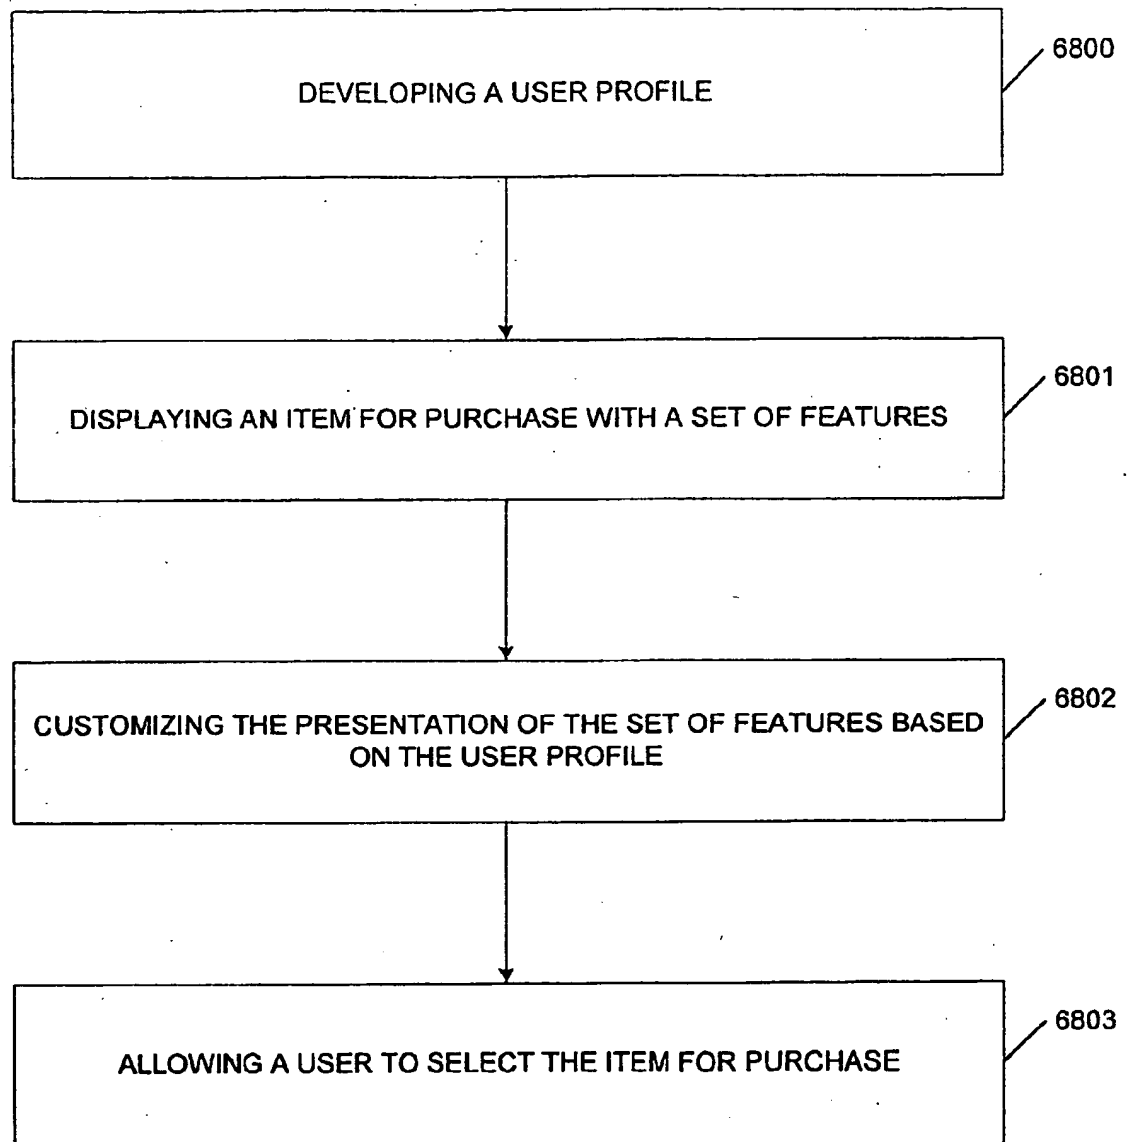 DEVELOPING A USER PROFILE
6800
DISPLAYING AN ITEM FOR PURCHASE WITH A SET OF FEATURES
6801
CUSTOMIZING THE PRESENTATION OF THE SET OF FEATURES BASED
ON THE USER PROFILE
6802
ALLOWING A USER TO SELECT THE ITEM FOR PURCHASE
6803